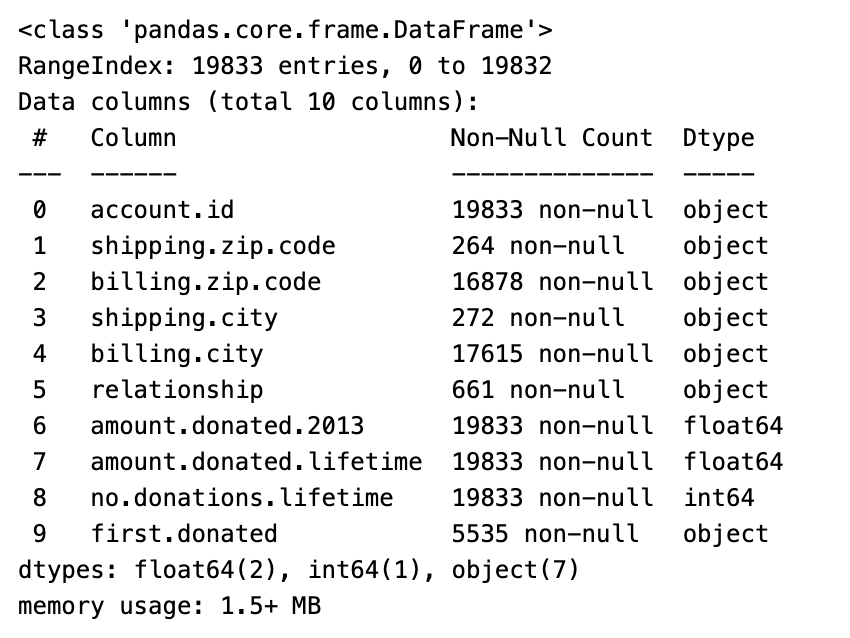 <class 'pandas.core.frame.DataFrame'>
RangeIndex: 19833 entries, 0 to 19832
Data columns (total 10 columns):
 #   Column                   Non-Null Count  Dtype
---  ------                   --------------  -----
 0   account.id               19833 non-null  object
 1   shipping.zip.code        264 non-null    object
 2   billing.zip.code         16878 non-null  object
 3   shipping.city            272 non-null    object
 4   billing.city             17615 non-null  object
 5   relationship             661 non-null    object
 6   amount.donated.2013      19833 non-null  float64
 7   amount.donated.lifetime  19833 non-null  float64
 8   no.donations.lifetime    19833 non-null  int64
 9   first.donated            5535 non-null   object
dtypes: float64(2), int64(1), object(7)
memory usage: 1.5+ MB